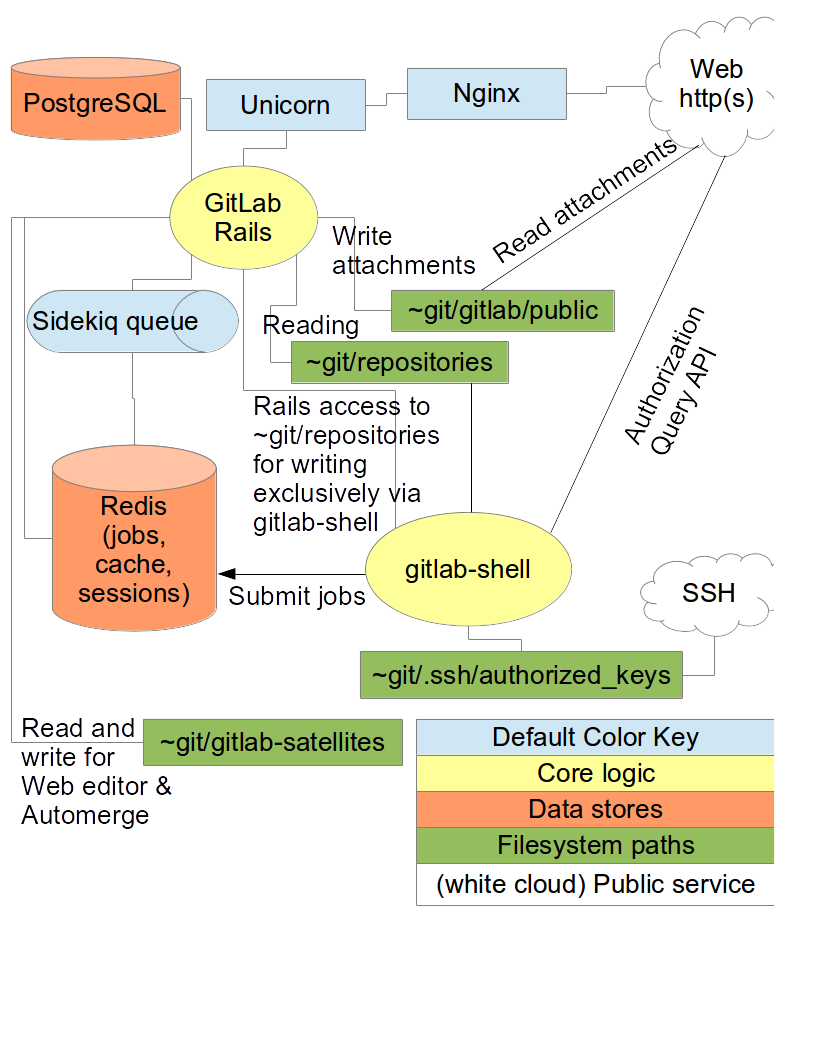 Web
http(s)
PostgreSQL
Unicorn
Nginx
GitLab
Rails
Read attachments
Write
attachments
~git/gitlab/public
Sidekiq queue
Reading
~git/repositories
Authorization
Query API
Rails access to
~git/repositories
for writing
exclusively via
gitlab-shell
Redis
(jobs,
cache,
sessions)
gitlab-shell
Submit jobs
SSH
~git/.ssh/authorized_keys
Read and
write for
Web editor &
Automerge
~git/gitlab-satellites
Default Color Key
Core logic
Data stores
Filesystem paths
(white cloud) Public service